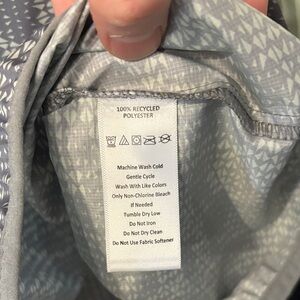 100% RECYCLED
POLYESTER
Machine Wash Cold
Gentle Cycle
Wash With Like Colors
Only Non-Chlorine Bleach
If Needed
Tumble Dry Low
Do Not Iron
Do Not Dry Clean
Do Not Use Fabric Softener